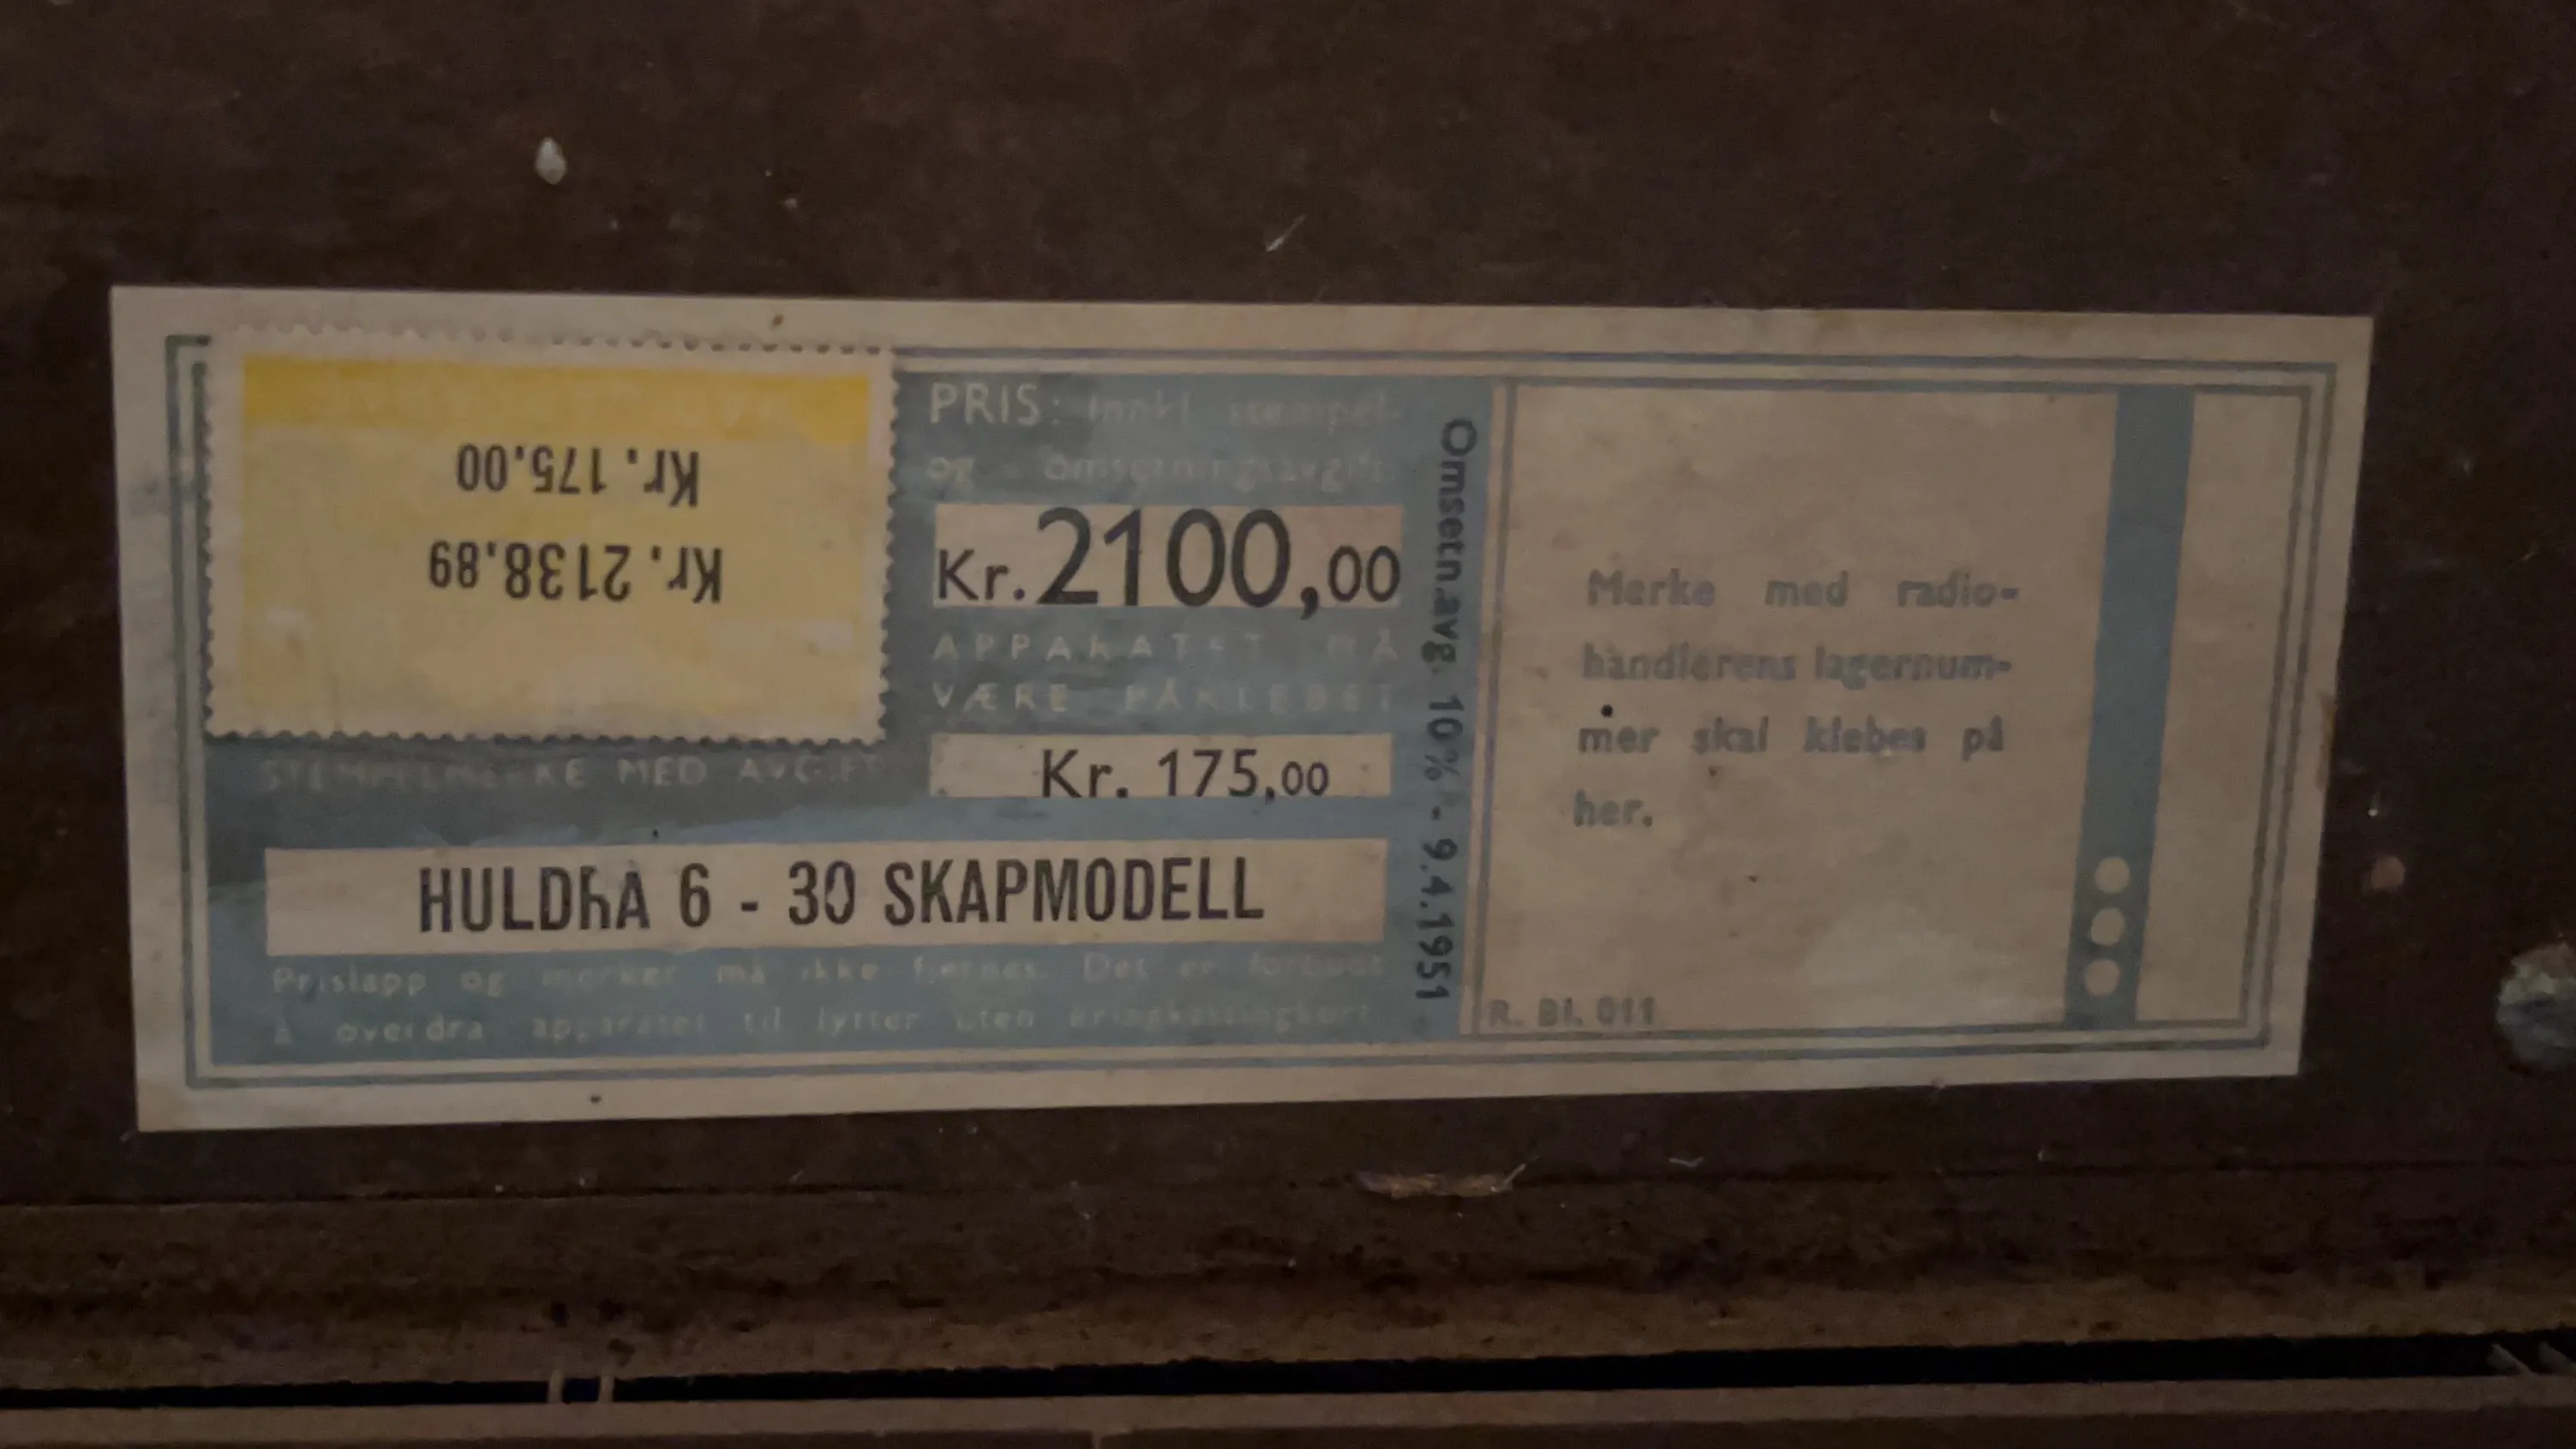 Kr. 175.00
Kr. 2138.89
PRIS: Innkl stempel-
og - omsetningsavgift.
Kr. 2100,00
APPARATET MÅ
VÆRE PÅKLEBET
STEMPELMERKE MED AVGIFT
Kr. 175,00
HULDRA 6 - 30 SKAPMODELL
Prislapp og merker må ikke fjernes. Det er forbudt
å overdra apparatet til lytter uten kringkastingkort.
Omsetn.avg. 10% - 9.4.1951
Merke med radio-
handlerens lagernum-
mer skal klebes på
her.
R. Bl. 011